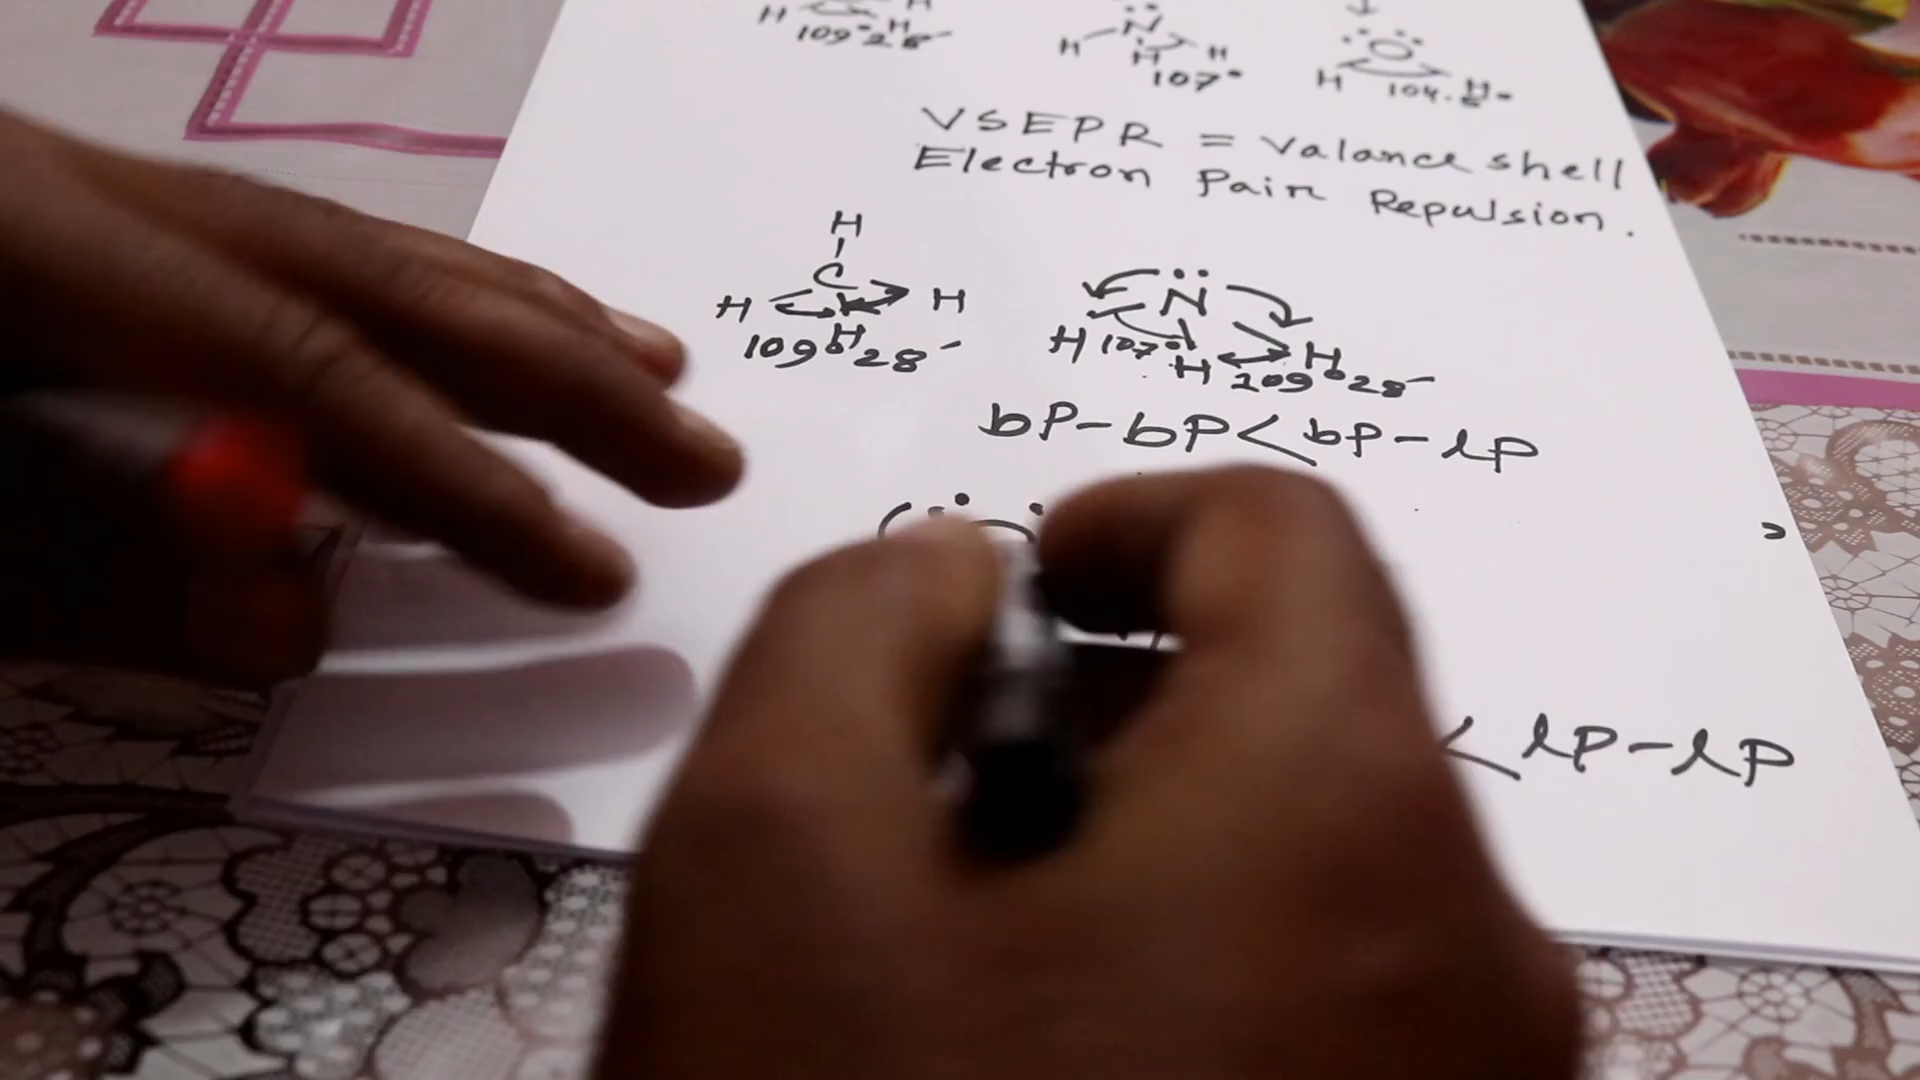 H H H
109°28′
N
H H H
107°
O
H H
104.5°
VSEPR = Valance shell
Electron Pair Repulsion.
H
C
H H H
109°28′
N
H 107° H H
109°28′
bP-bP<bP-lP
<lP-lP